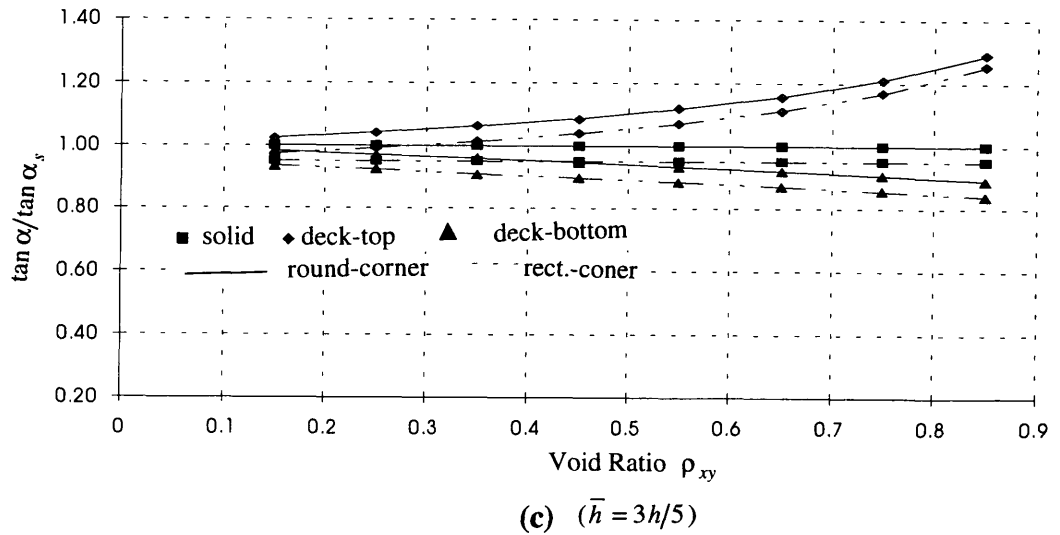 1.40
1.20
1.00
0.80
0.60
0.40
0.20
tan α/tan α_s
■ solid ◆ deck-top ▲ deck-bottom
round-corner rect.-coner
0 0.1 0.2 0.3 0.4 0.5 0.6 0.7 0.8 0.9
Void Ratio ρ_xy
(c) (h̅ = 3h/5)